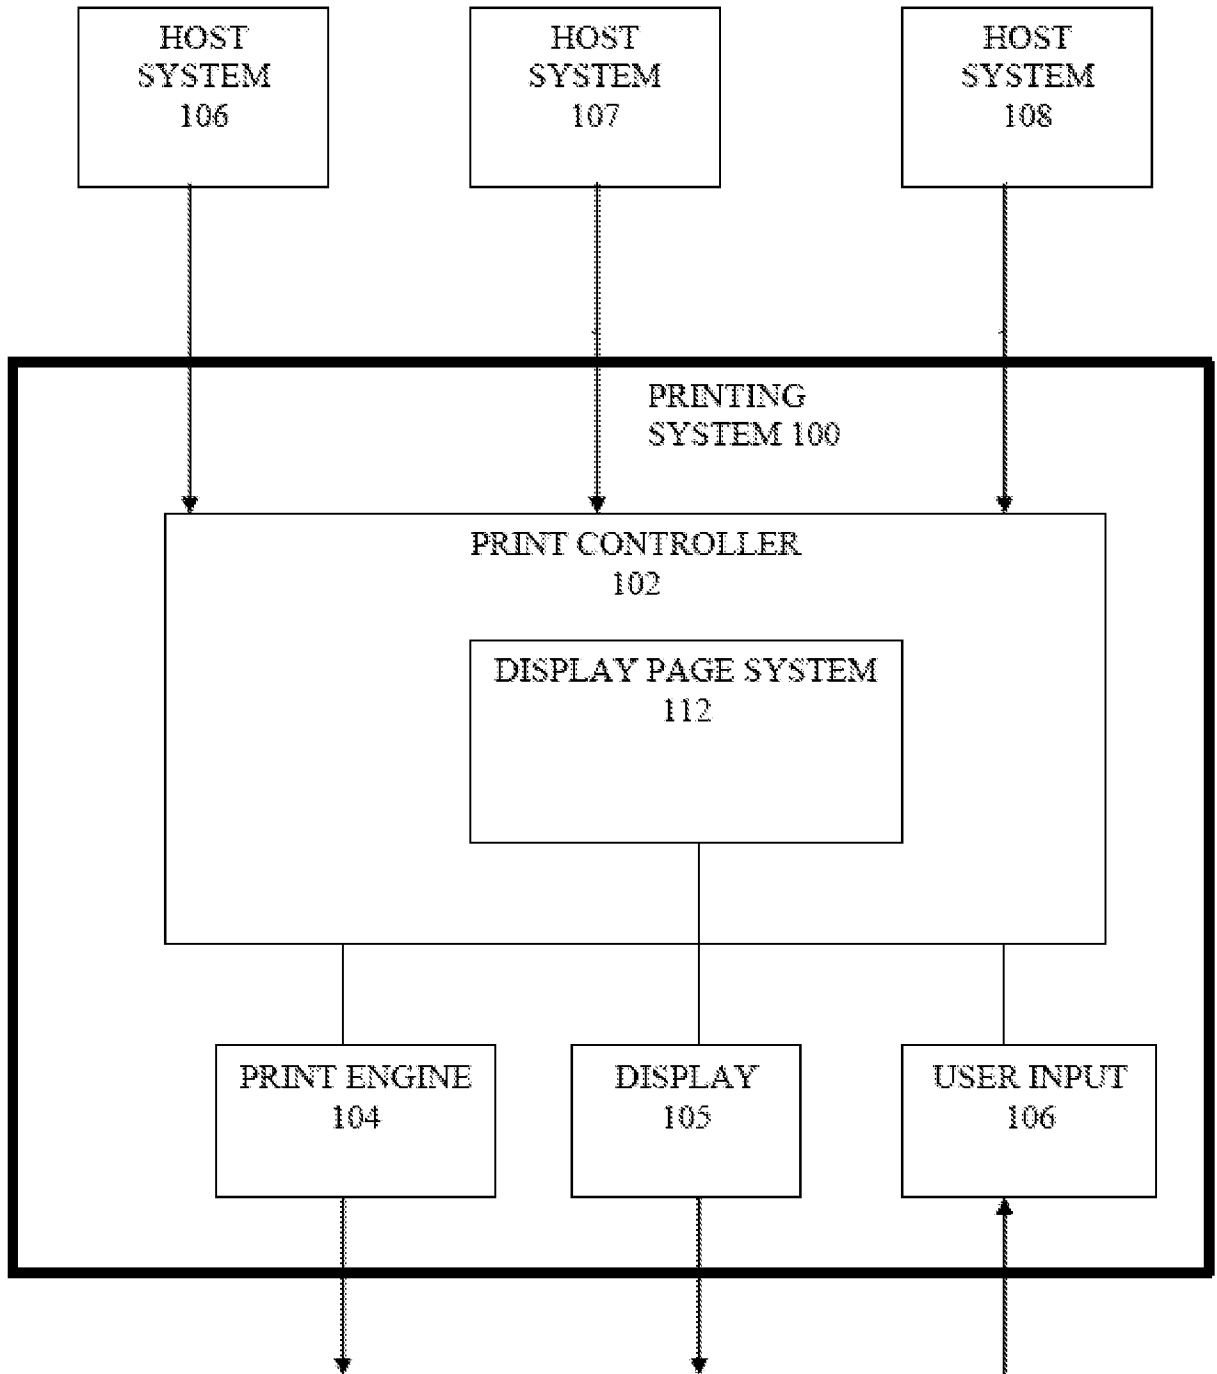 HOST
SYSTEM
106
HOST
SYSTEM
107
HOST
SYSTEM
108
PRINTING
SYSTEM 100
PRINT CONTROLLER
102
DISPLAY PAGE SYSTEM
112
PRINT ENGINE
104
DISPLAY
105
USER INPUT
106